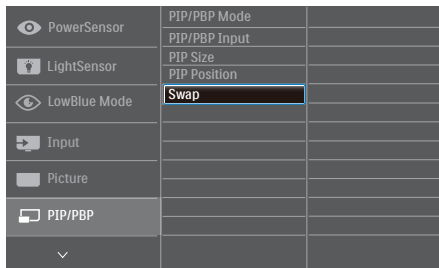 PowerSensor
LightSensor
LowBlue Mode
Input
Picture
PIP/PBP
PIP/PBP Mode
PIP/PBP Input
PIP Size
PIP Position
Swap